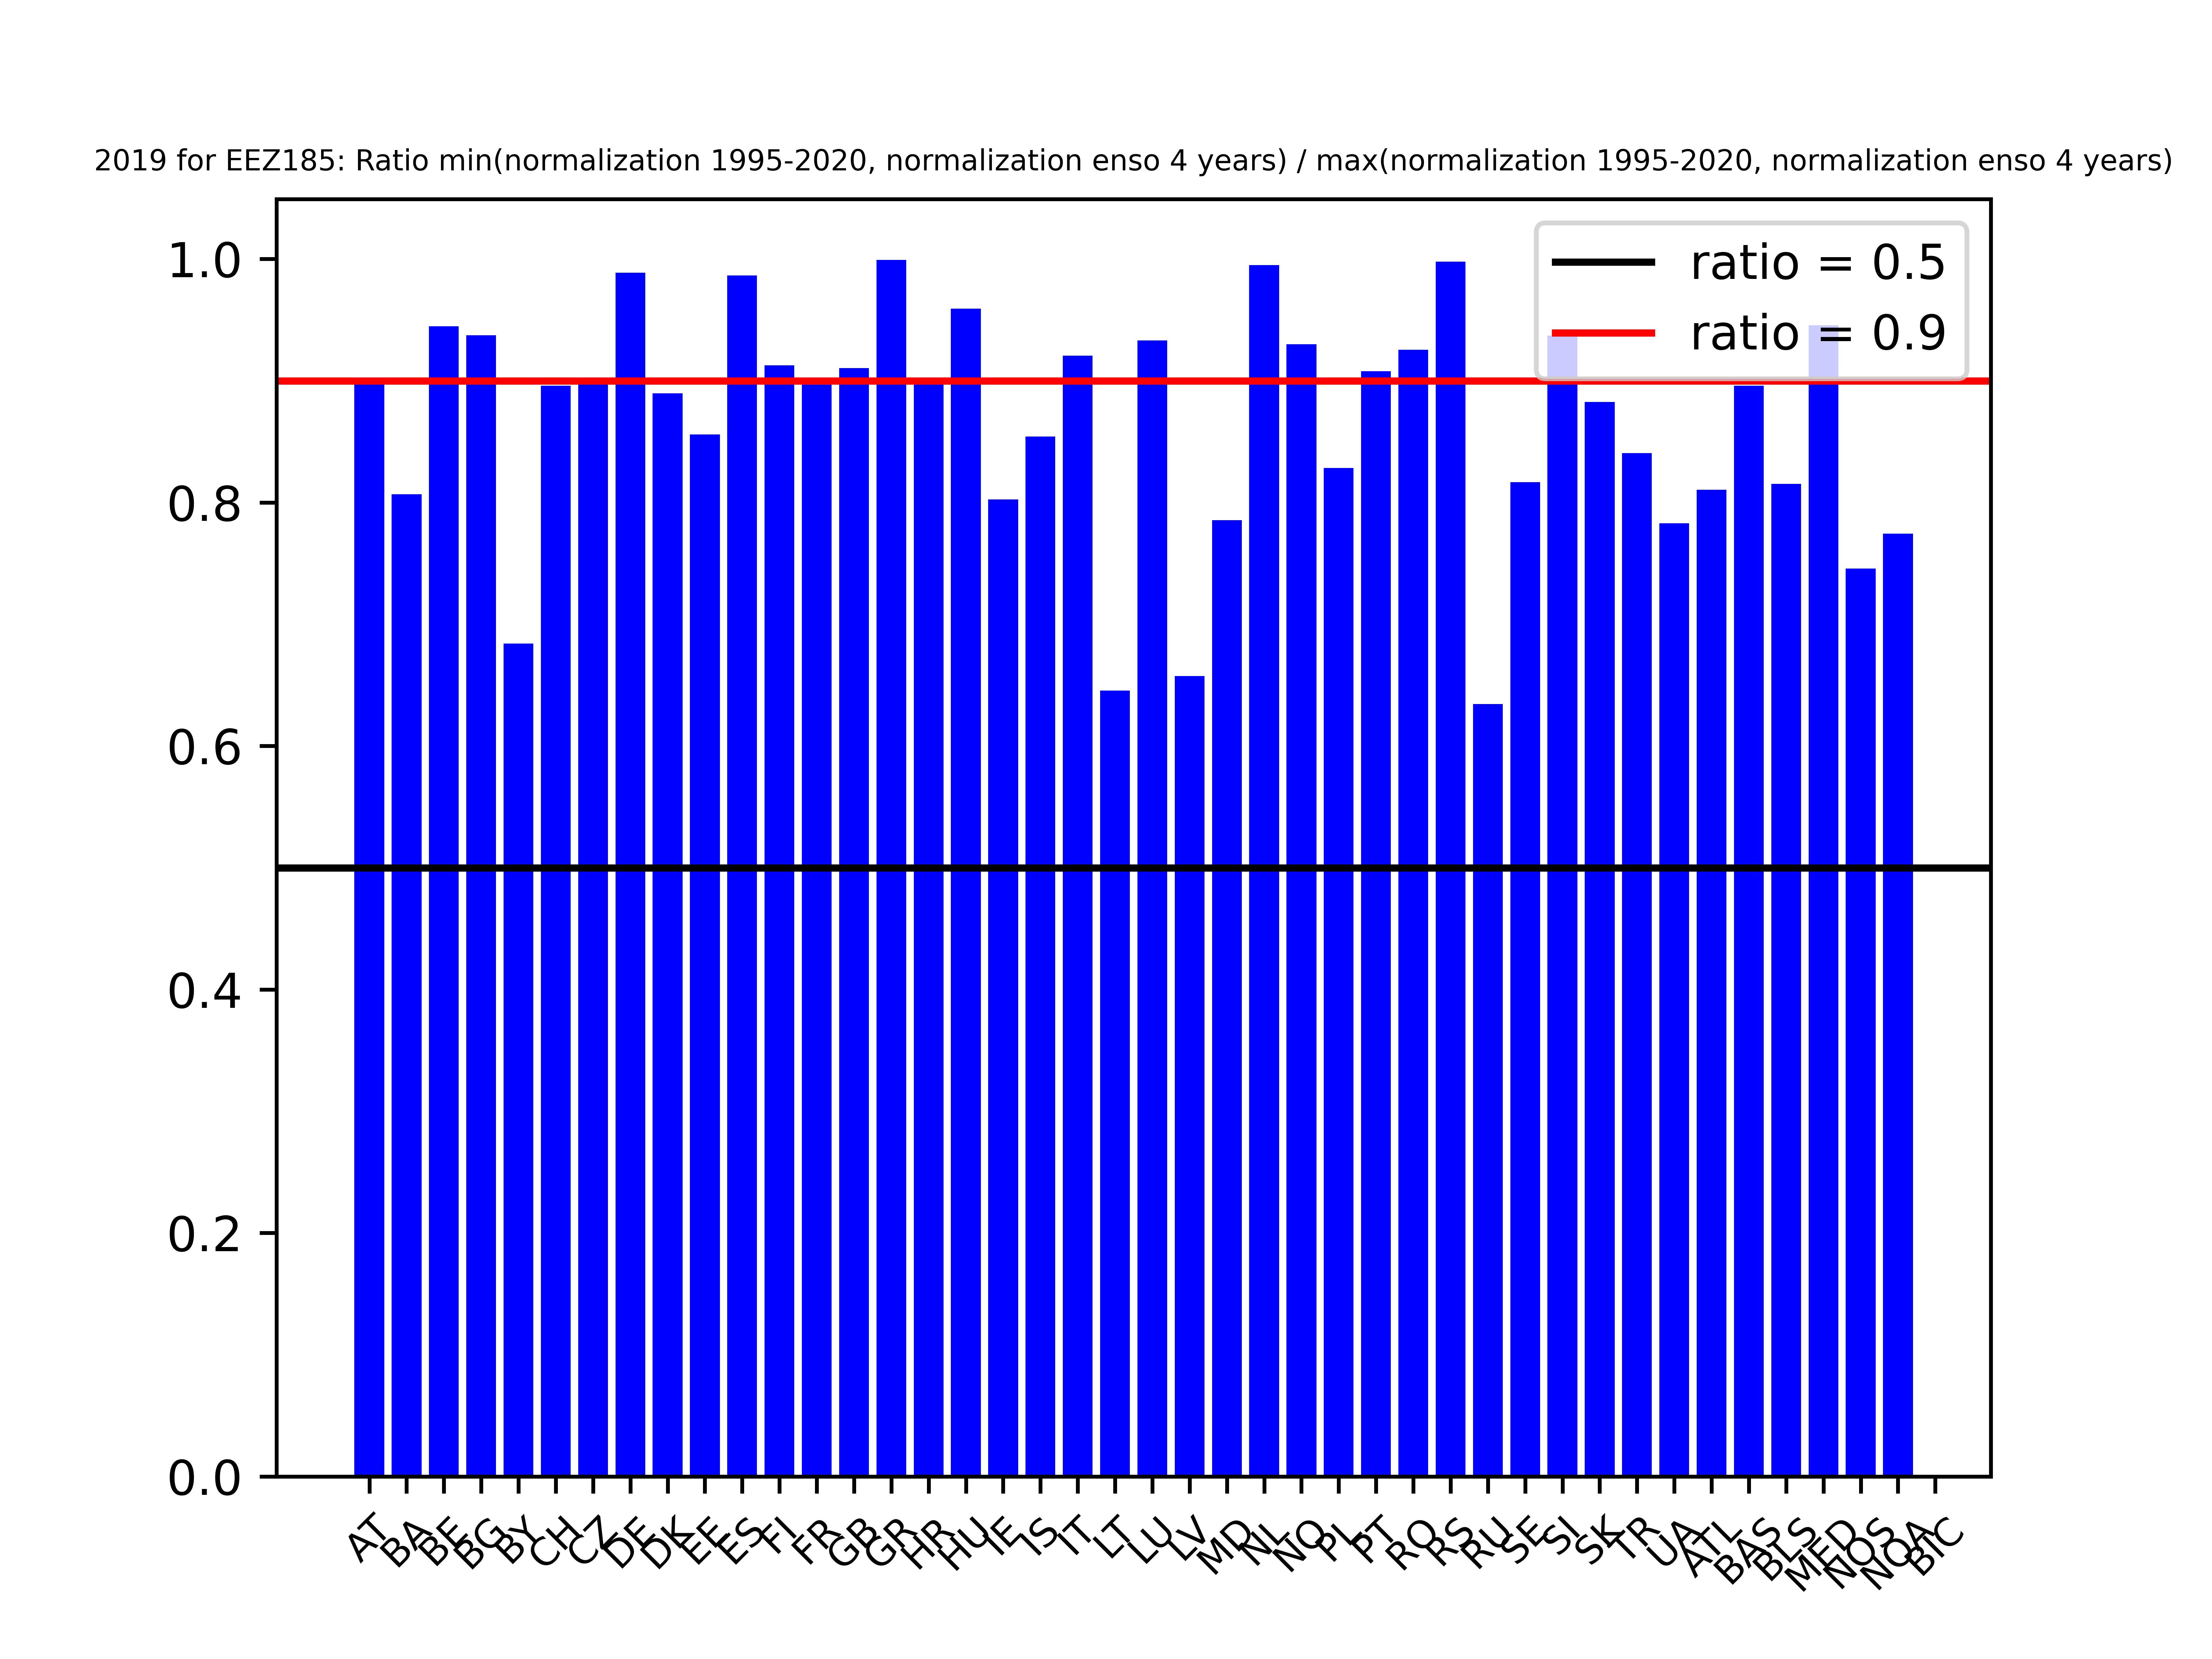 2019 for EEZ185: Ratio min(normalization 1995-2020, normalization enso 4 years) / max(normalization 1995-2020, normalization enso 4 years)
ratio = 0.5
ratio = 0.9
1.0
0.8
0.6
0.4
0.2
0.0
AT BA BE BG BY CH CZ DE DK EE ES FI FR GB GR HR HU IE IS IT LT LU LV MD NL NO PL PT RO RS RU SE SI SK TR UA ATL BAS BLS MED NOS NOA BIC